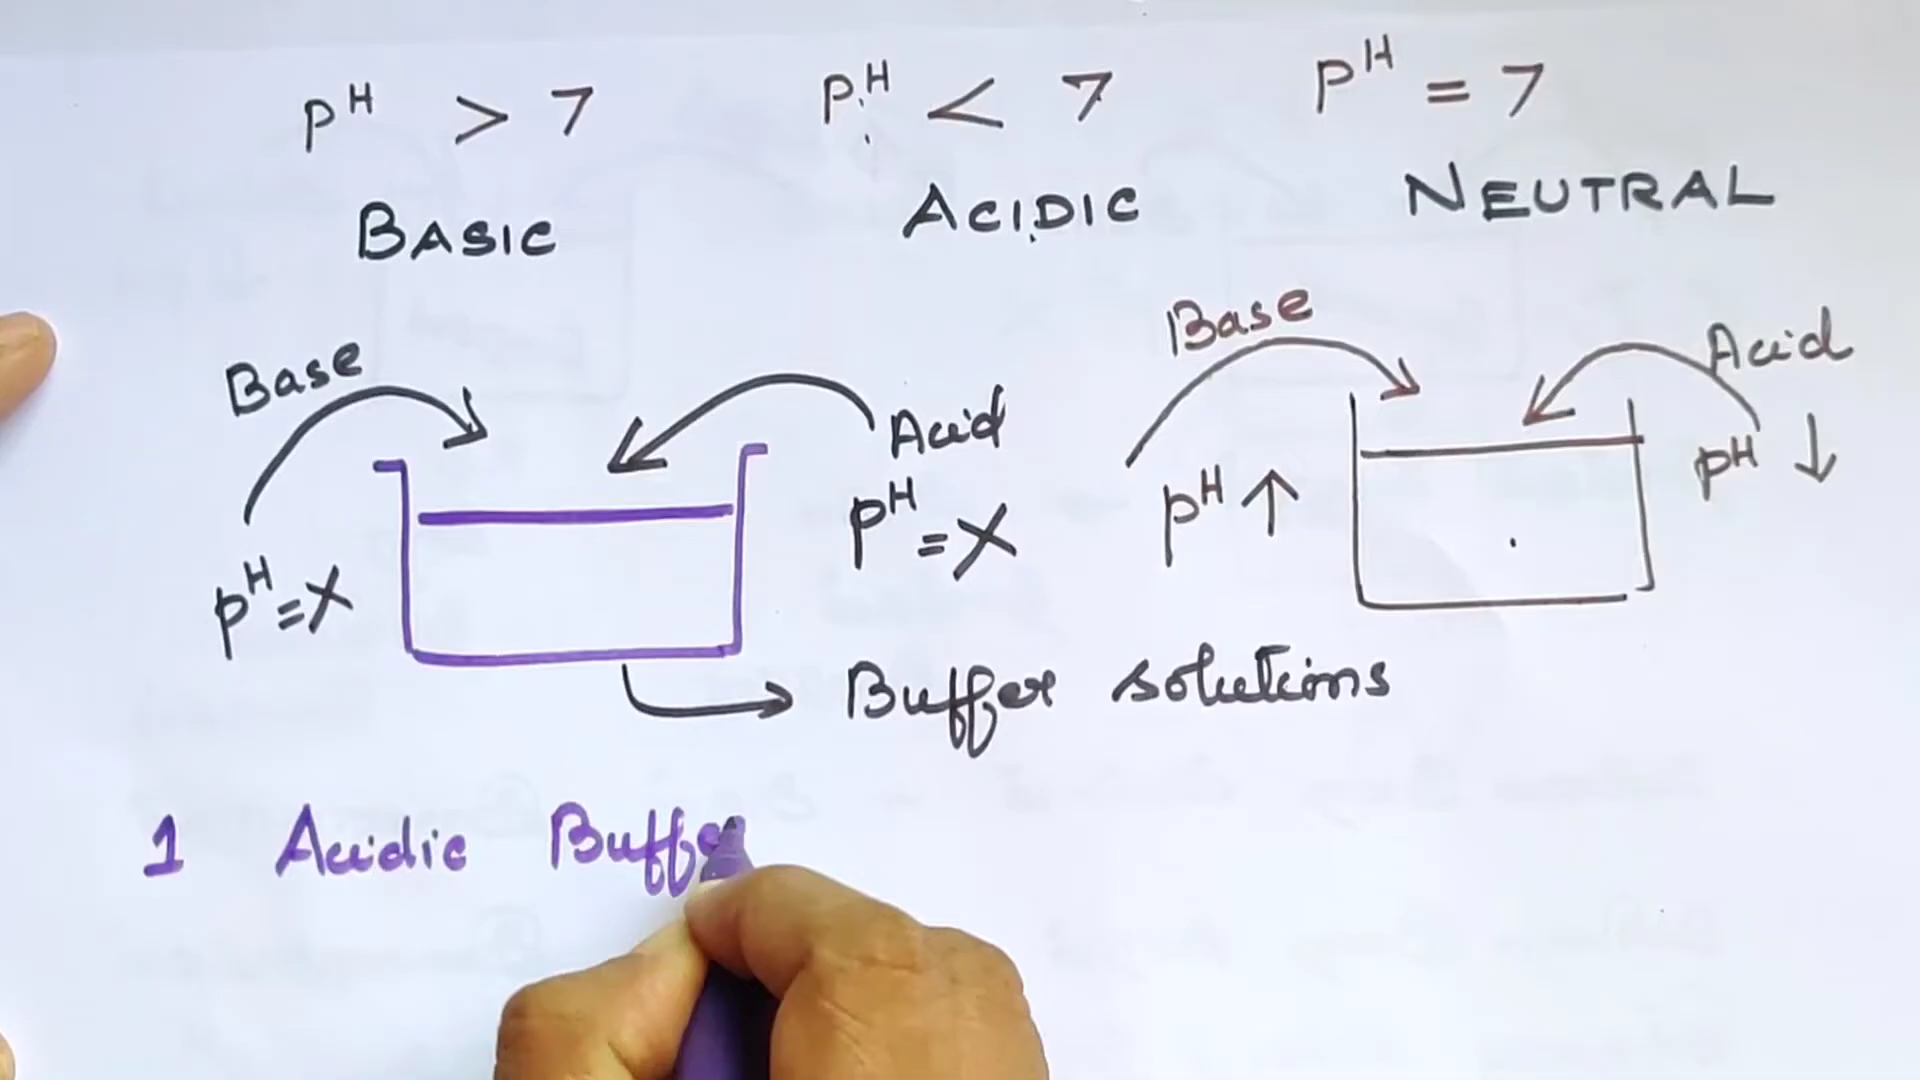 pH > 7
pH < 7
pH = 7
BASIC
ACIDIC
NEUTRAL
Base
Acid
Base
Acid
pH = X
pH = X
pH ↑
pH ↓
Buffer solutions
1 Acidic Buffe